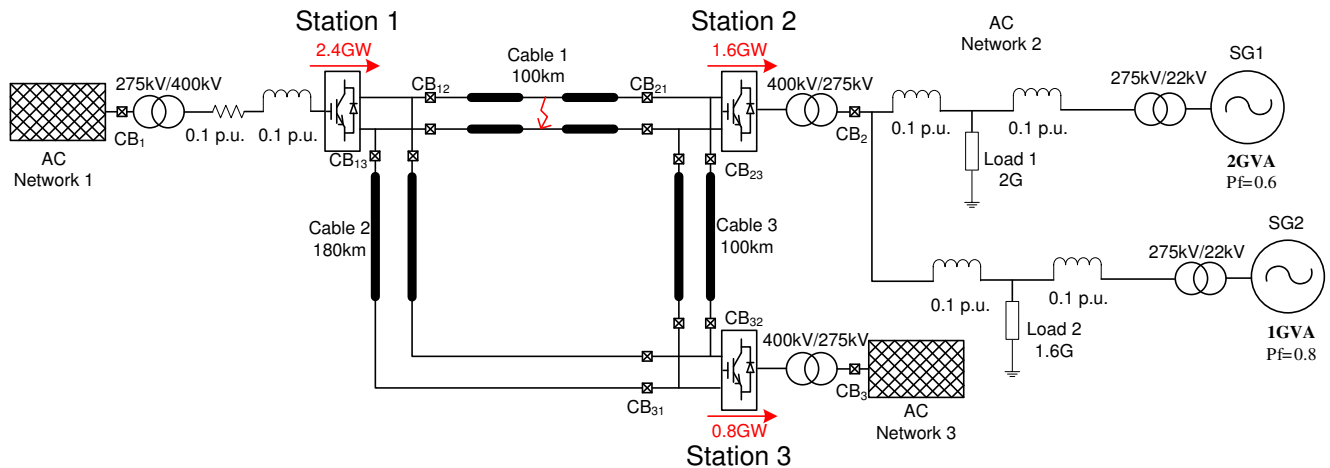 Station 1
2.4GW
275kV/400kV
AC
Network 1
CB1
0.1 p.u.
0.1 p.u.
CB12
Cable 1
100km
CB21
CB13
Cable 2
180km
Station 2
1.6GW
400kV/275kV
CB2
CB23
Cable 3
100km
CB32
CB31
0.8GW
Station 3
400kV/275kV
CB3
AC
Network 3
AC
Network 2
0.1 p.u.
0.1 p.u.
Load 1
2G
275kV/22kV
SG1
2GVA
Pf=0.6
0.1 p.u.
0.1 p.u.
Load 2
1.6G
275kV/22kV
SG2
1GVA
Pf=0.8